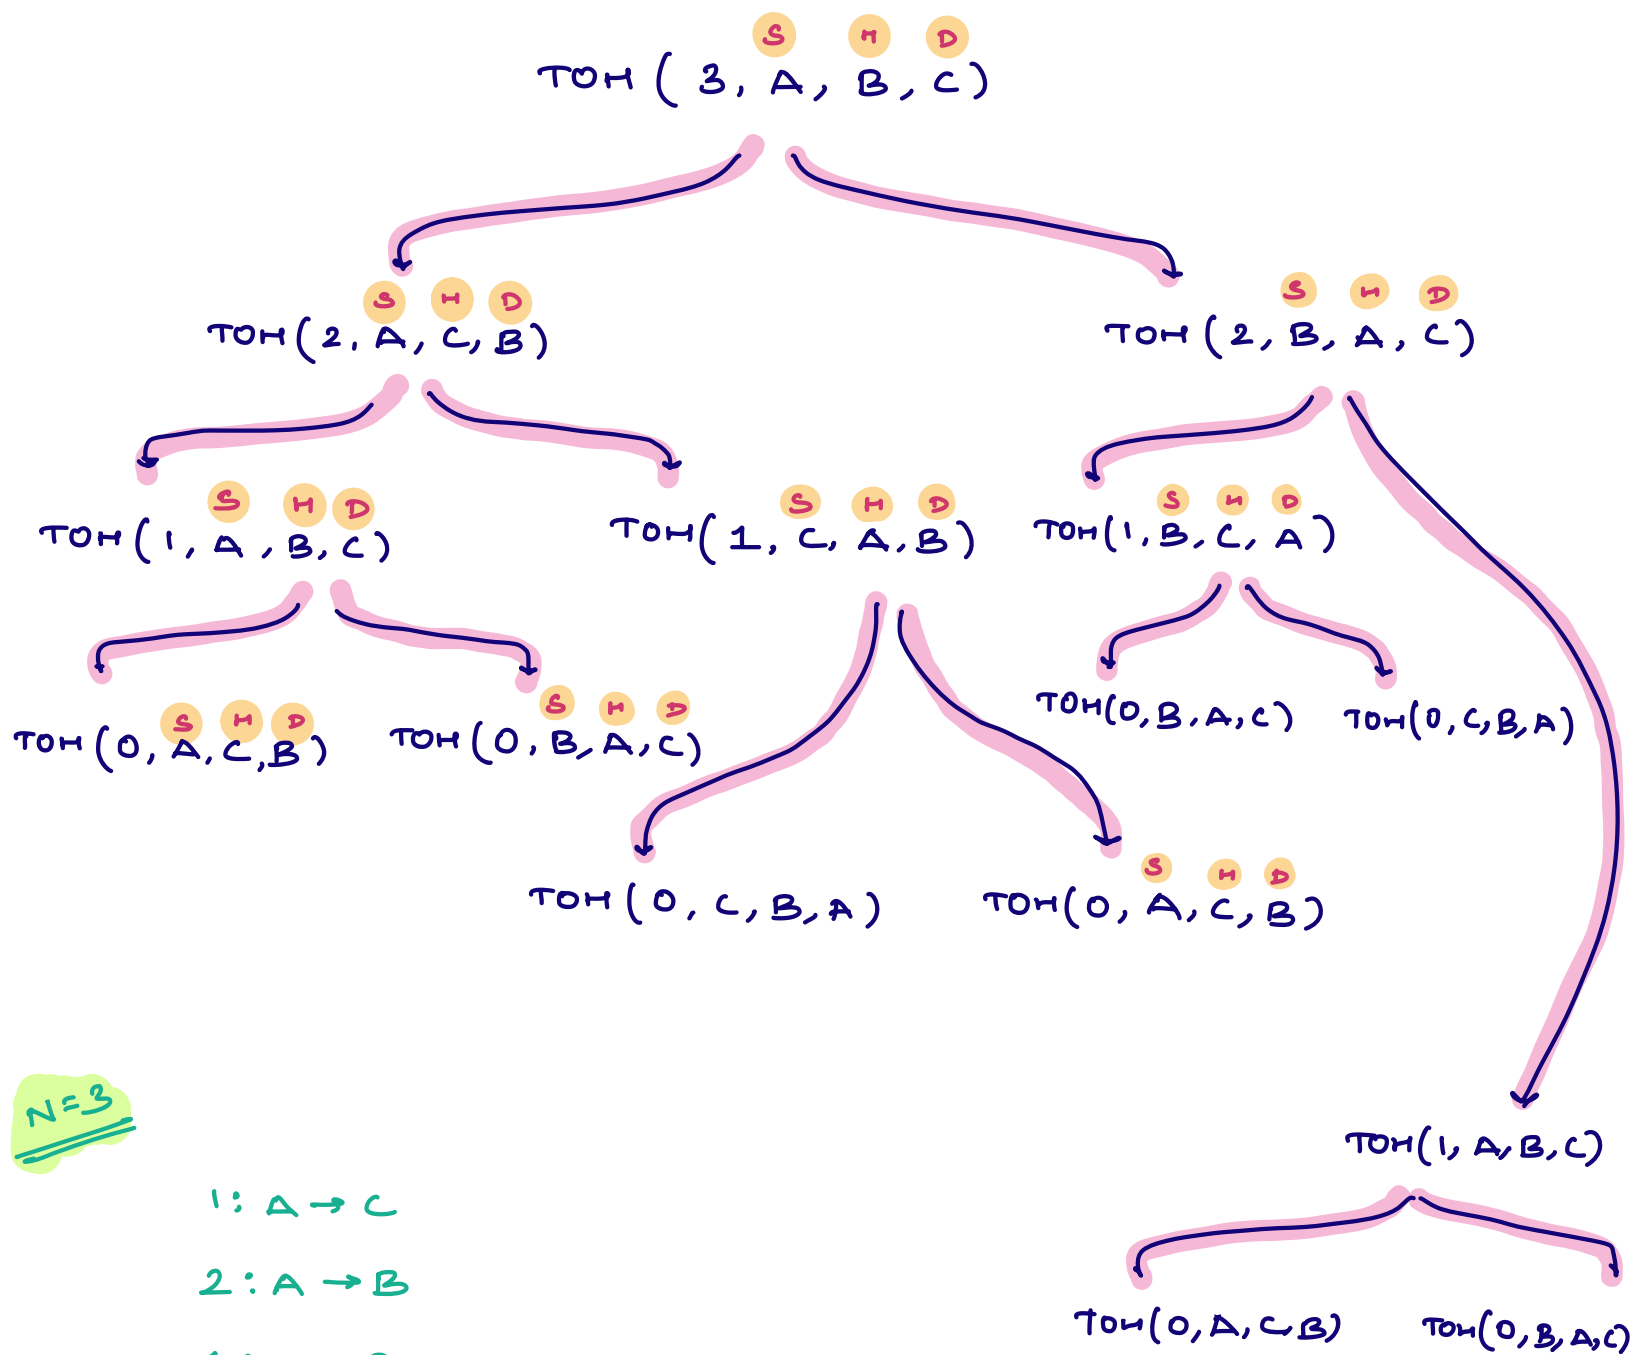 S H D
TOH ( 3, A, B, C)
S H D
TOH (2, A, C, B)
S H D
TOH (2, B, A, C)
S H D
TOH (1, A, B, C)
S H D
TOH (1, C, A, B)
S H D
TOH (1, B, C, A)
S H D
TOH (0, A, C, B)
S H D
TOH (0, B, A, C)
TOH (0, B, A, C)
TOH (0, C, B, A)
TOH (0, C, B, A)
S H D
TOH (0, A, C, B)
N=3
TOH (1, A, B, C)
1: A → C
2: A → B
TOH (0, A, C, B)
TOH (0, B, A, C)